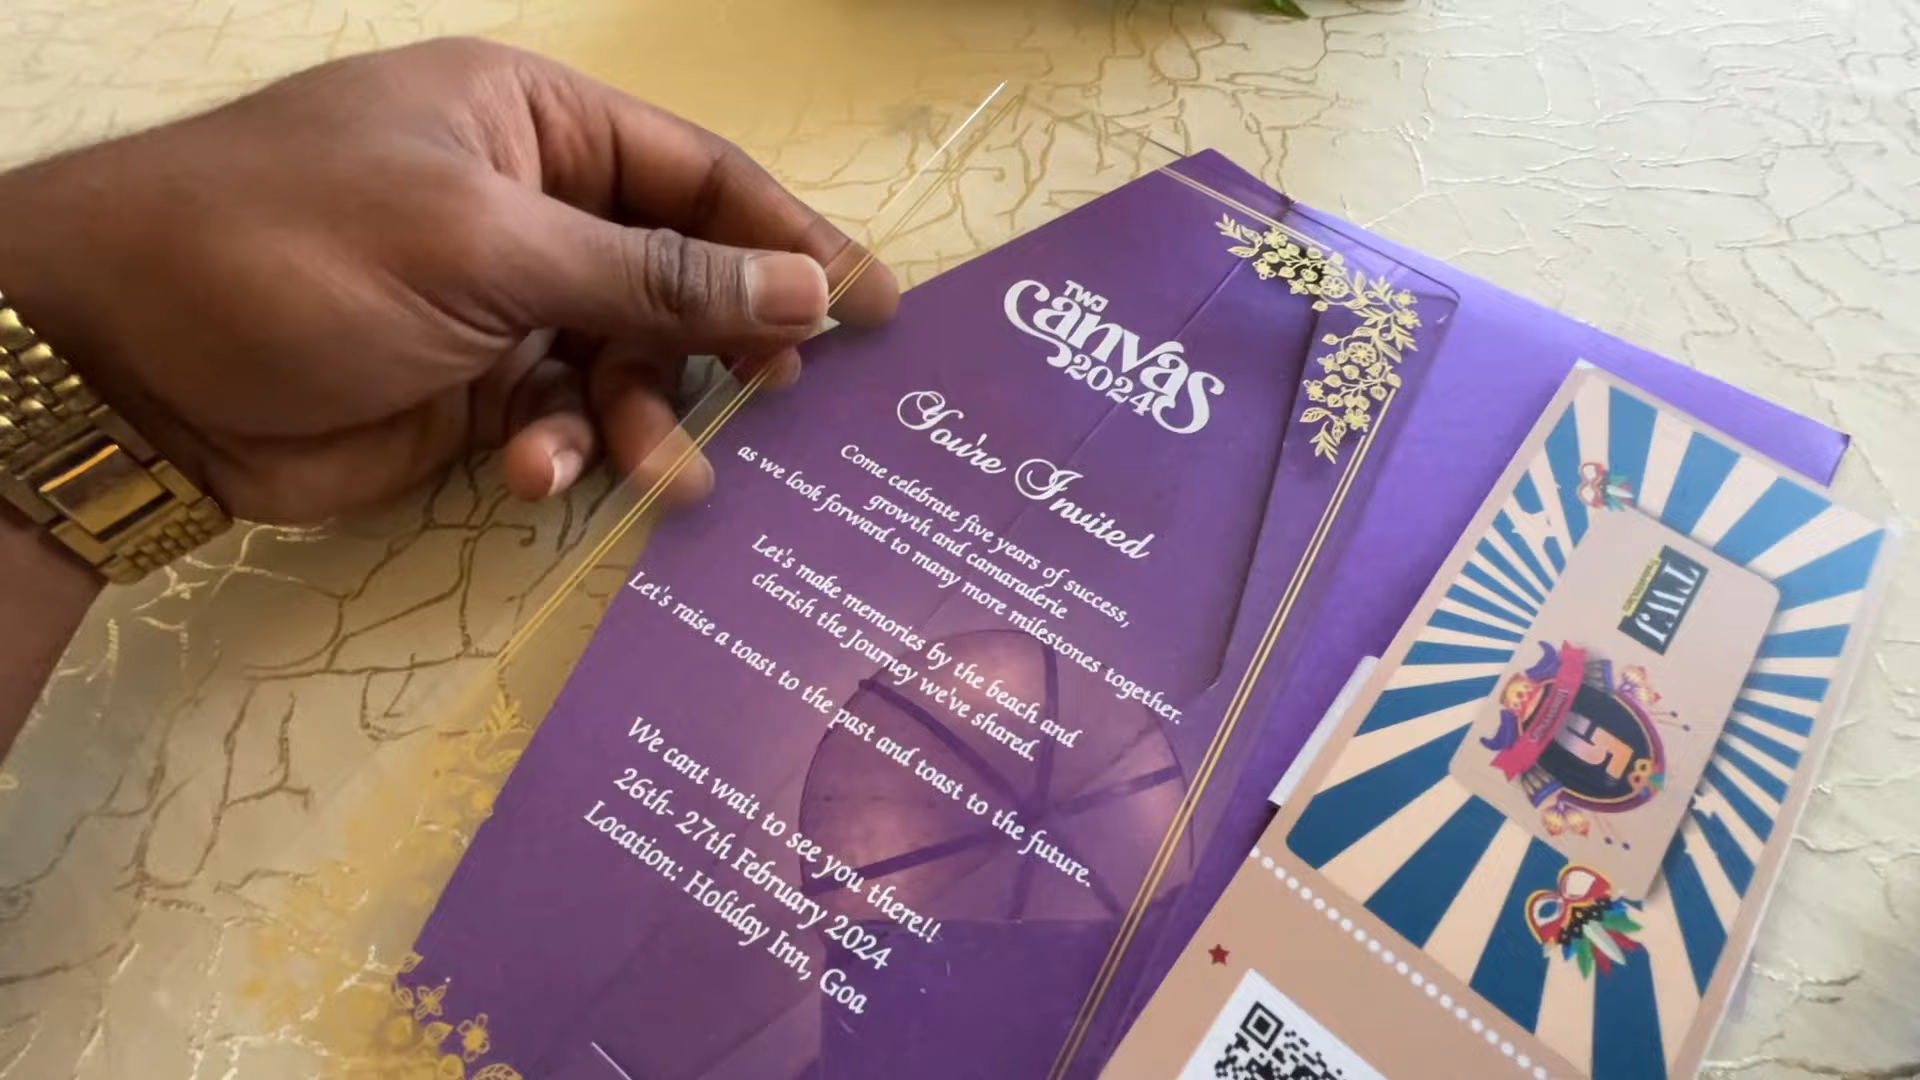 TWJ
Canvas
2024
You're Invited
Come celebrate five years of success,
growth and camaraderie
as we look forward to many more milestones together.
Let's make memories by the beach and
cherish the Journey we've shared.
Let's raise a toast to the past and toast to the future.
We cant wait to see you there!!
26th- 27th February 2024
Location: Holiday Inn, Goa
TWJ
5